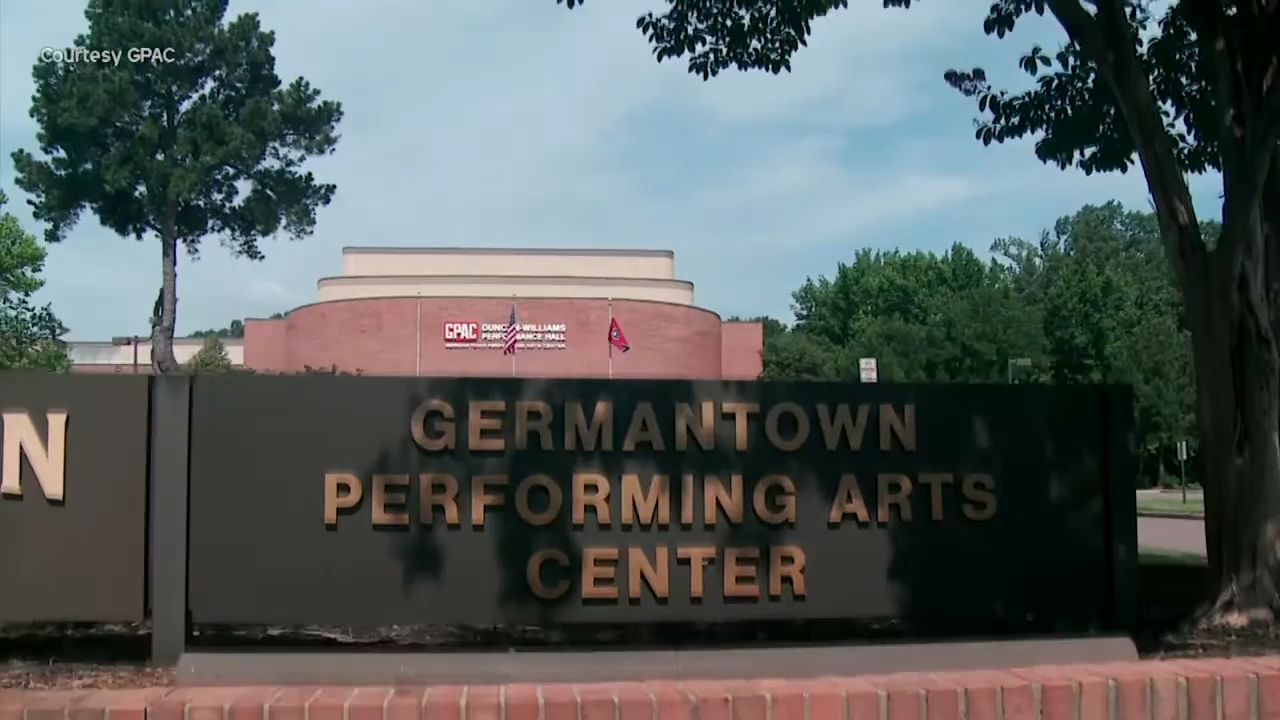 Courtesy GPAC
GPAC DUNCAN-WILLIAMS
PERFORMANCE HALL
N
GERMANTOWN
PERFORMING ARTS
CENTER